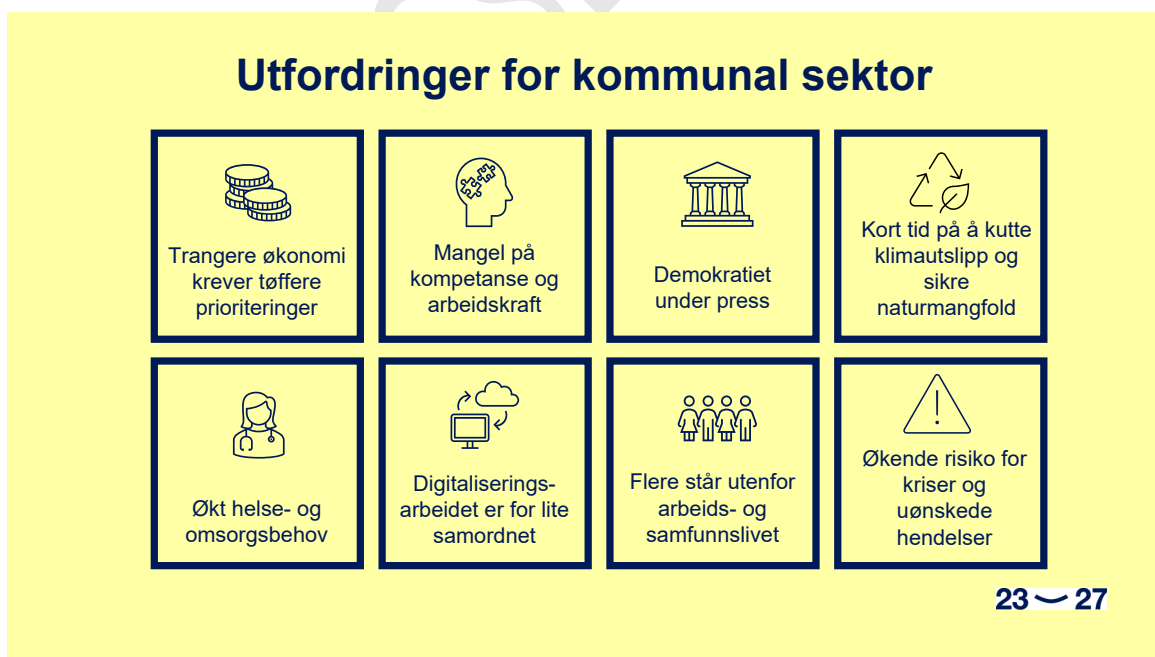 Utfordringer for kommunal sektor
Trangere økonomi
krever tøffere
prioriteringer
Mangel på
kompetanse og
arbeidskraft
Demokratiet
under press
Kort tid på å kutte
klimautslipp og
sikre
naturmangfold
Økt helse- og
omsorgsbehov
Digitaliserings-
arbeidet er for lite
samordnet
Flere står utenfor
arbeids- og
samfunnslivet
Økende risiko for
kriser og
uønskede
hendelser
23 27